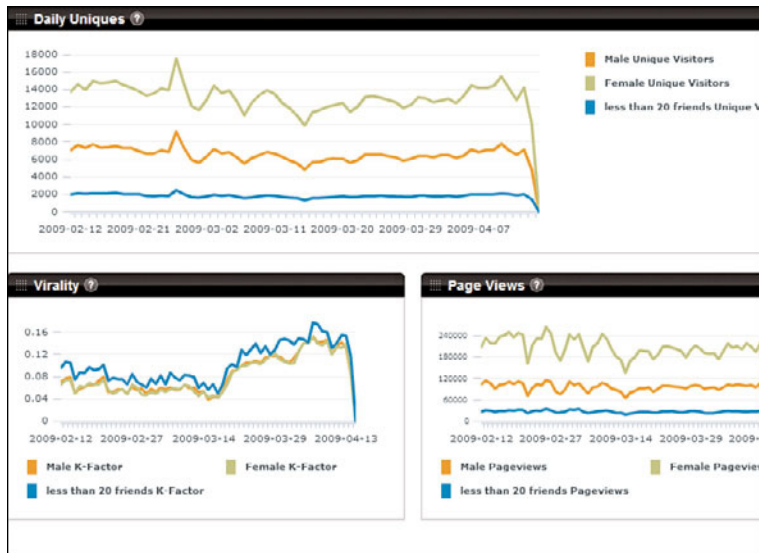 Daily Uniques ?
18000
16000
14000
12000
10000
8000
6000
4000
2000
0
2009-02-12 2009-02-21 2009-03-02 2009-03-11 2009-03-20 2009-03-29 2009-04-07
Male Unique Visitors
Female Unique Visitors
less than 20 friends Unique V
Virality ?
0.16
0.12
0.08
0.04
0
2009-02-12 2009-02-27 2009-03-14 2009-03-29 2009-04-13
Male K-Factor
Female K-Factor
less than 20 friends K-Factor
Page Views ?
240000
180000
120000
60000
0
2009-02-12 2009-02-27 2009-03-14 2009-03-29 2009-
Male Pageviews
Female Pageview
less than 20 friends Pageviews